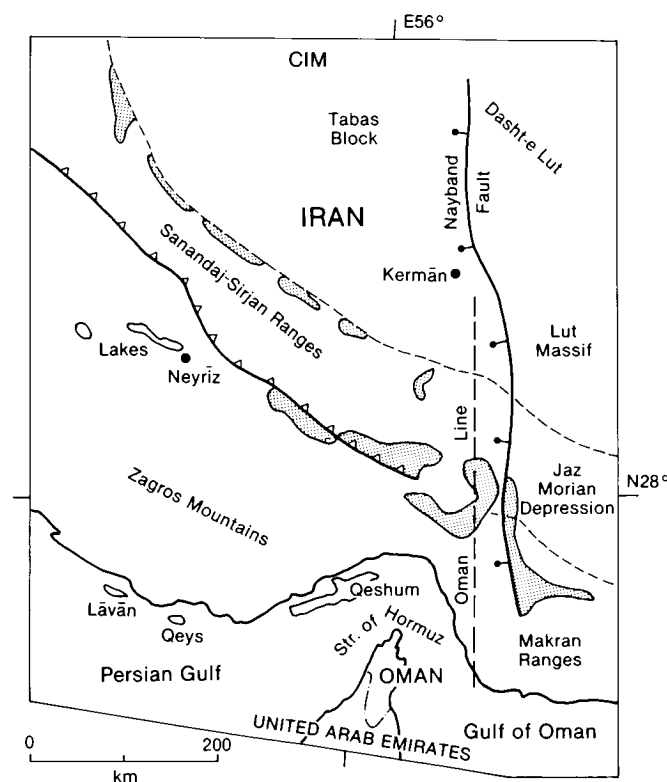 E56°
CIM
Tabas
Block
Dasht-e Lut
Nayband
Fault
IRAN
Kermān
Sanandaj-Sirjan Ranges
Lut
Massif
Lakes
Neyrīz
Line
Oman
N28°
Jaz
Morian
Depression
Zagros Mountains
Qeshum
Lāvān
Qeys
Str. of Hormuz
Makran
Ranges
Persian Gulf
OMAN
UNITED ARAB EMIRATES
Gulf of Oman
0 200
km